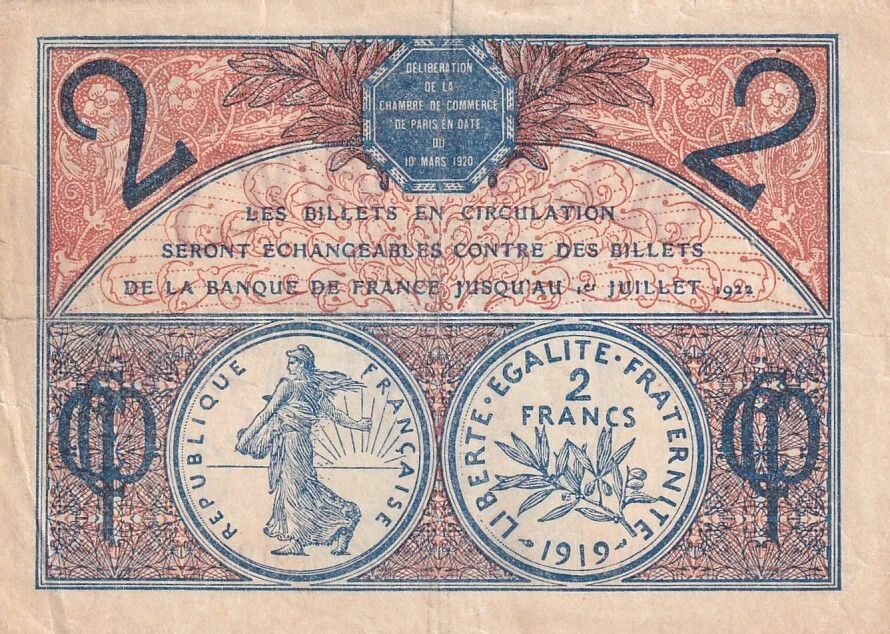 2
DELIBERATION
DE LA
CHAMBRE DE COMMERCE
DE PARIS EN DATE
DU
10 MARS 1920
2
LES BILLETS EN CIRCULATION
SERONT ECHANGEABLES CONTRE DES BILLETS
DE LA BANQUE DE FRANCE JUSQU'AU 1er JUILLET 1922
REPUBLIQUE FRANÇAISE
LIBERTE·EGALITE·FRATERNITE
2
FRANCS
1919